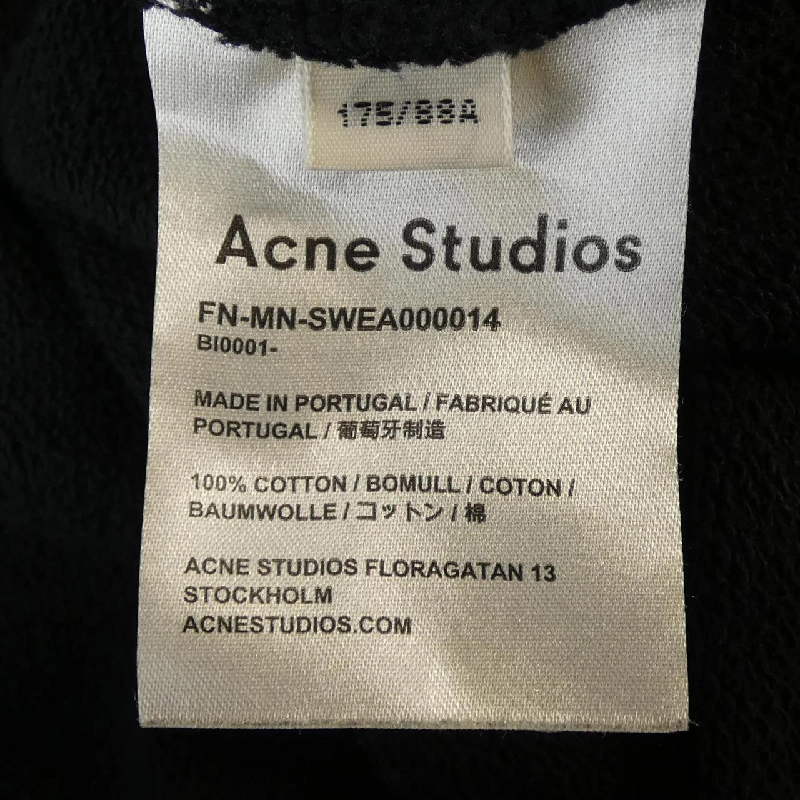 175/88A
Acne Studios
FN-MN-SWEA000014
BI0001-
MADE IN PORTUGAL / FABRIQUÉ AU
PORTUGAL / 葡萄牙制造
100% COTTON / BOMULL / COTON /
BAUMWOLLE / コットン / 棉
ACNE STUDIOS FLORAGATAN 13
STOCKHOLM
ACNESTUDIOS.COM